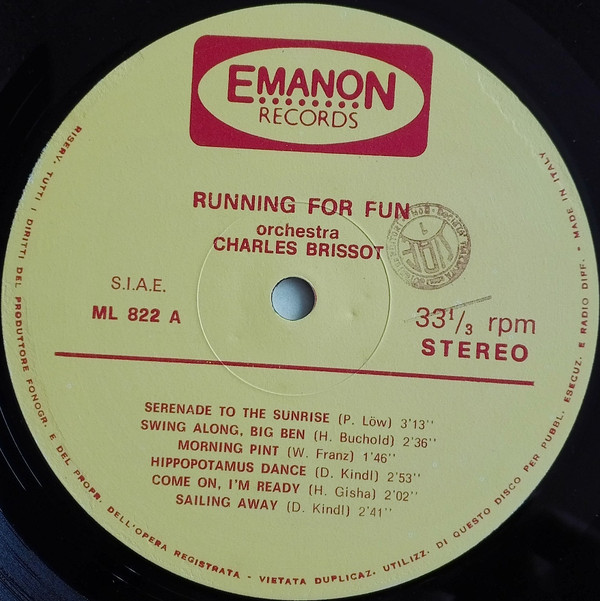 EMANON
RECORDS
RUNNING FOR FUN
orchestra
CHARLES BRISSOT
SIAE
S.I.A.E.
ML 822 A
33 1/3 rpm
STEREO
SERENADE TO THE SUNRISE (P. Löw) 3'13''
SWING ALONG, BIG BEN (H. Buchold) 2'36''
MORNING PINT (W. Franz) 1'46''
HIPPOPOTAMUS DANCE (D. Kindl) 2'53''
COME ON, I'M READY (H. Gisha) 2'02''
SAILING AWAY (D. Kindl) 2'41''
RISERV. TUTTI I DIRITTI DEL PRODUTTORE FONOGR. E DEL PROPR. DELL'OPERA REGISTRATA - VIETATA DUPLICAZ. UTILIZZ. DI QUESTO DISCO PER PUBBL. ESECUZ. E RADIO DIFF. - MADE IN ITALY